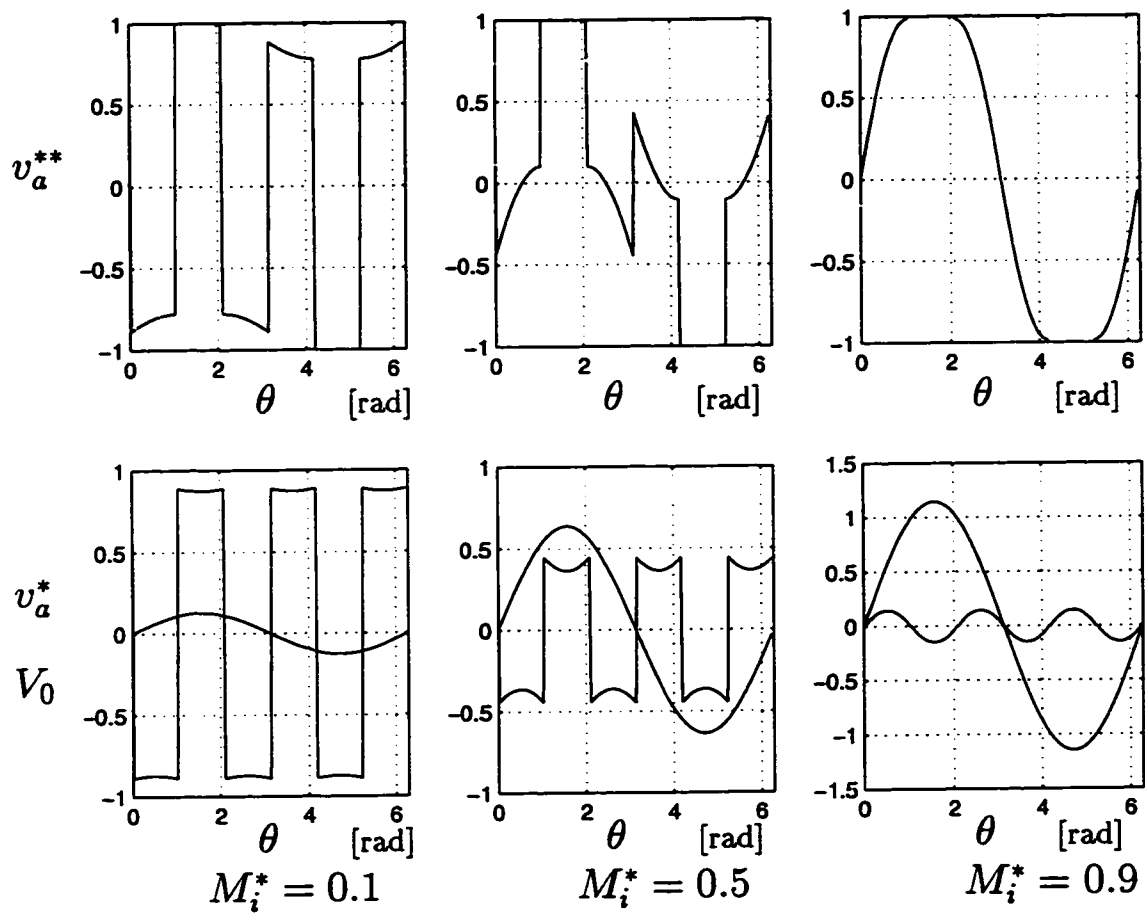 1 1 1
0.5 0.5 0.5
v_a^{**} 0 0 0
−0.5 −0.5 −0.5
−1 −1 −1
0 2 4 6 0 2 4 6 0 2 4 6
θ [rad] θ [rad] θ [rad]
1 1 1.5
1
0.5 0.5 0.5
v_a^* 0 0 0
V_0 −0.5 −0.5 −0.5
−1
−1 −1 −1.5
0 2 4 6 0 2 4 6 0 2 4 6
θ [rad] θ [rad] θ [rad]
M_i^* = 0.1 M_i^* = 0.5 M_i^* = 0.9